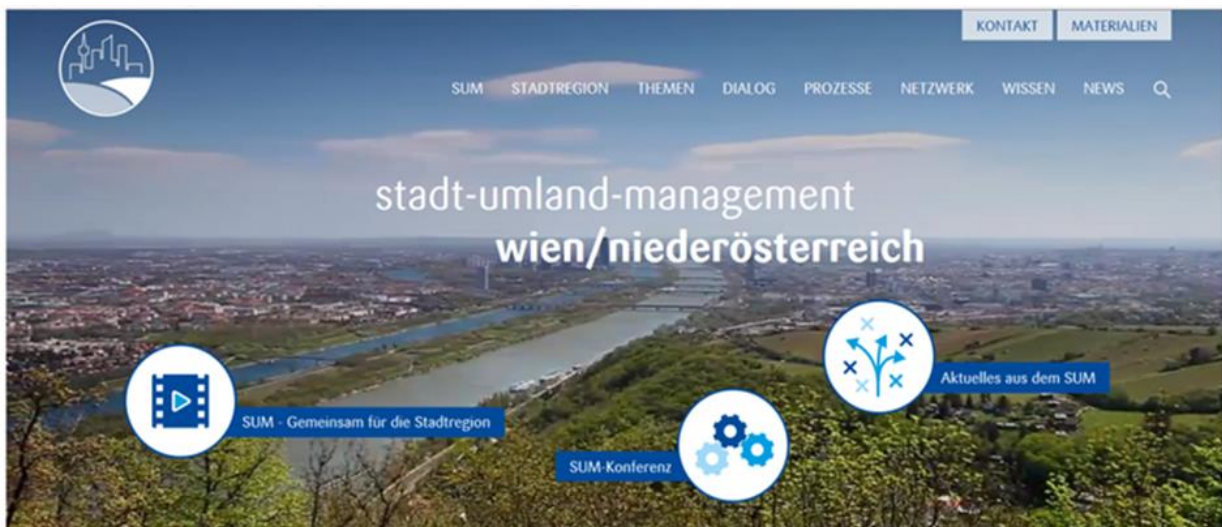 KONTAKT MATERIALIEN
SUM STADTREGION THEMEN DIALOG PROZESSE NETZWERK WISSEN NEWS
stadt-umland-management
wien/niederösterreich
Aktuelles aus dem SUM
SUM - Gemeinsam für die Stadtregion
SUM-Konferenz